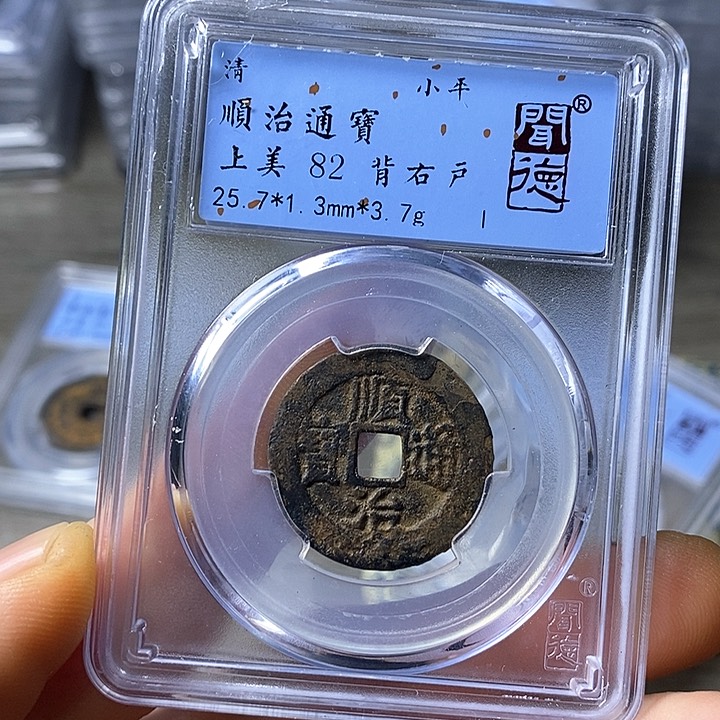 清
小平
順治通寶
上美 82 背右戶
25.7*1.3mm*3.7g
聞德®
順治通寶
®
聞德